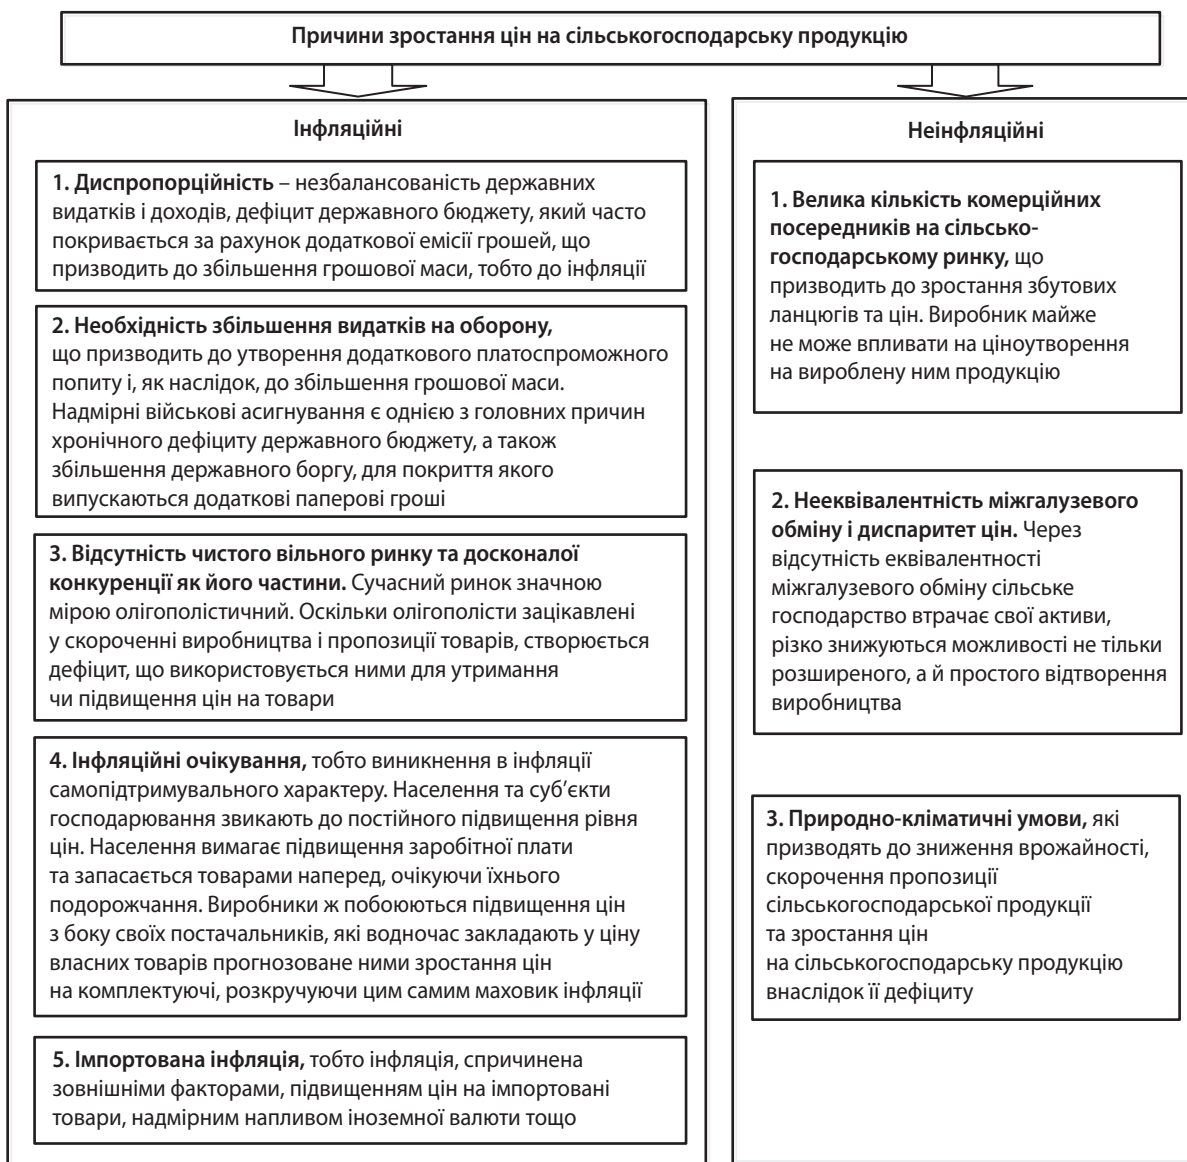 Причини зростання цін на сільськогосподарську продукцію
Інфляційні
1. Диспропорційність – незбалансованість державних
видатків і доходів, дефіцит державного бюджету, який часто
покривається за рахунок додаткової емісії грошей, що
призводить до збільшення грошової маси, тобто до інфляції
2. Необхідність збільшення видатків на оборону,
що призводить до утворення додаткового платоспроможного
попиту і, як наслідок, до збільшення грошової маси.
Надмірні військові асигнування є однією з головних причин
хронічного дефіциту державного бюджету, а також
збільшення державного боргу, для покриття якого
випускаються додаткові паперові гроші
3. Відсутність чистого вільного ринку та досконалої
конкуренції як його частини. Сучасний ринок значною
мірою олігополістичний. Оскільки олігополісти зацікавлені
у скороченні виробництва і пропозиції товарів, створюється
дефіцит, що використовується ними для утримання
чи підвищення цін на товари
4. Інфляційні очікування, тобто виникнення в інфляції
самопідтримувального характеру. Населення та суб’єкти
господарювання звикають до постійного підвищення рівня
цін. Населення вимагає підвищення заробітної плати
та запасається товарами наперед, очікуючи їхнього
подорожчання. Виробники ж побоюються підвищення цін
з боку своїх постачальників, які водночас закладають у ціну
власних товарів прогнозоване ними зростання цін
на комплектуючі, розкручуючи цим самим маховик інфляції
5. Імпортована інфляція, тобто інфляція, спричинена
зовнішніми факторами, підвищенням цін на імпортовані
товари, надмірним напливом іноземної валюти тощо
Неінфляційні
1. Велика кількість комерційних
посередників на сільсько-
господарському ринку, що
призводить до зростання збутових
ланцюгів та цін. Виробник майже
не може впливати на ціноутворення
на вироблену ним продукцію
2. Нееквівалентність міжгалузевого
обміну і диспаритет цін. Через
відсутність еквівалентності
міжгалузевого обміну сільське
господарство втрачає свої активи,
різко знижуються можливості не тільки
розширеного, а й простого відтворення
виробництва
3. Природно-кліматичні умови, які
призводять до зниження врожайності,
скорочення пропозиції
сільськогосподарської продукції
та зростання цін
на сільськогосподарську продукцію
внаслідок її дефіциту